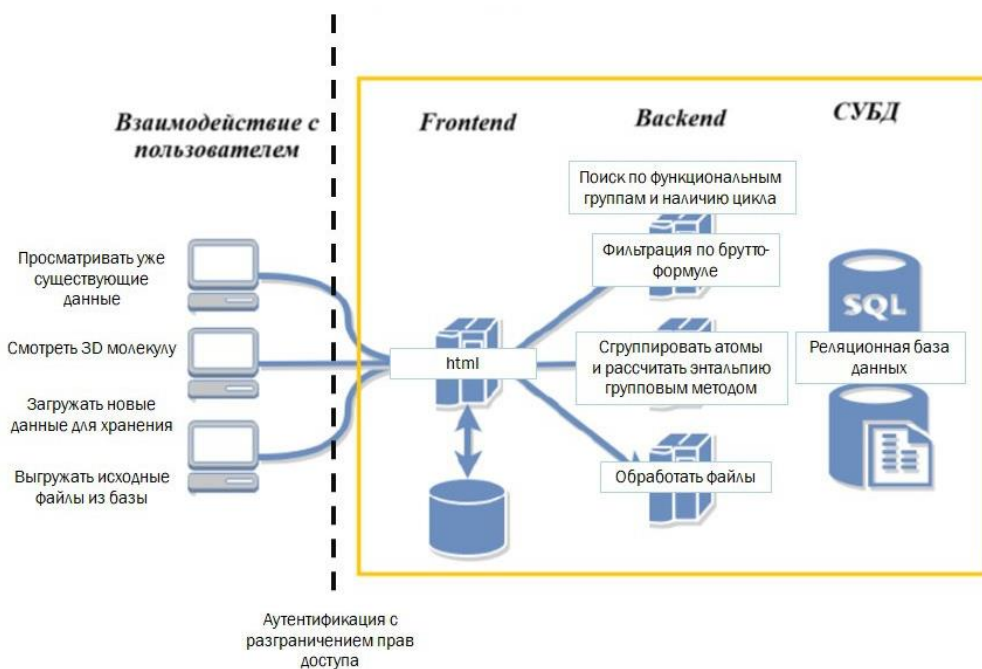 Взаимодействие с
пользователем
Frontend
Backend
СУБД
Просматривать уже
существующие
данные
Смотреть 3D молекулу
Загружать новые
данные для хранения
Выгружать исходные
файлы из базы
html
Поиск по функциональным
группам и наличию цикла
Фильтрация по брутто-
формуле
Сгруппировать атомы
и рассчитать энтальпию
групповым методом
Обработать файлы
SQL
Реляционная база
данных
Аутентификация с
разграничением прав
доступа